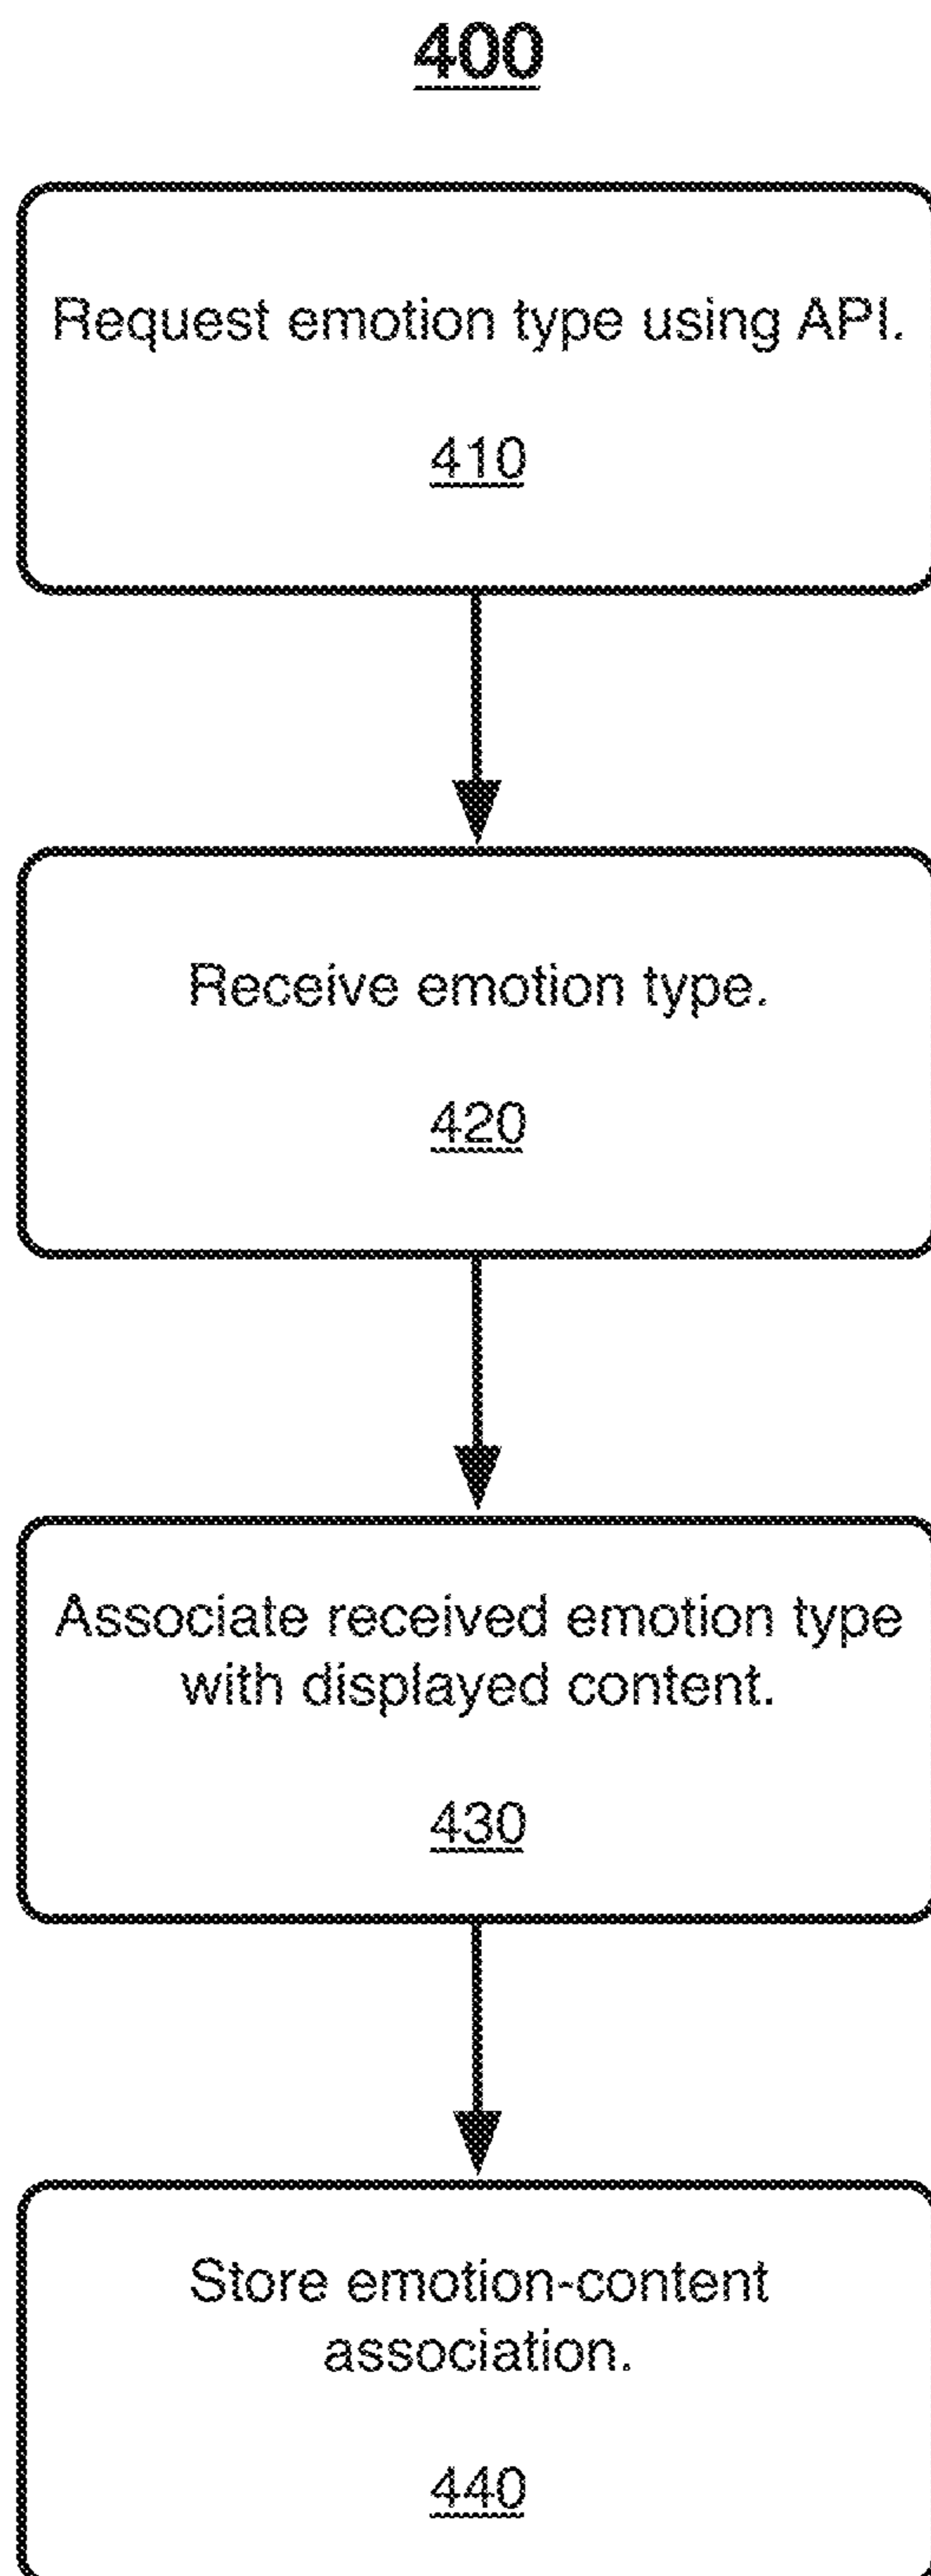 400
Request emotion type using API.
410
Receive emotion type.
420
Associate received emotion type
with displayed content.
430
Store emotion-content
association.
440